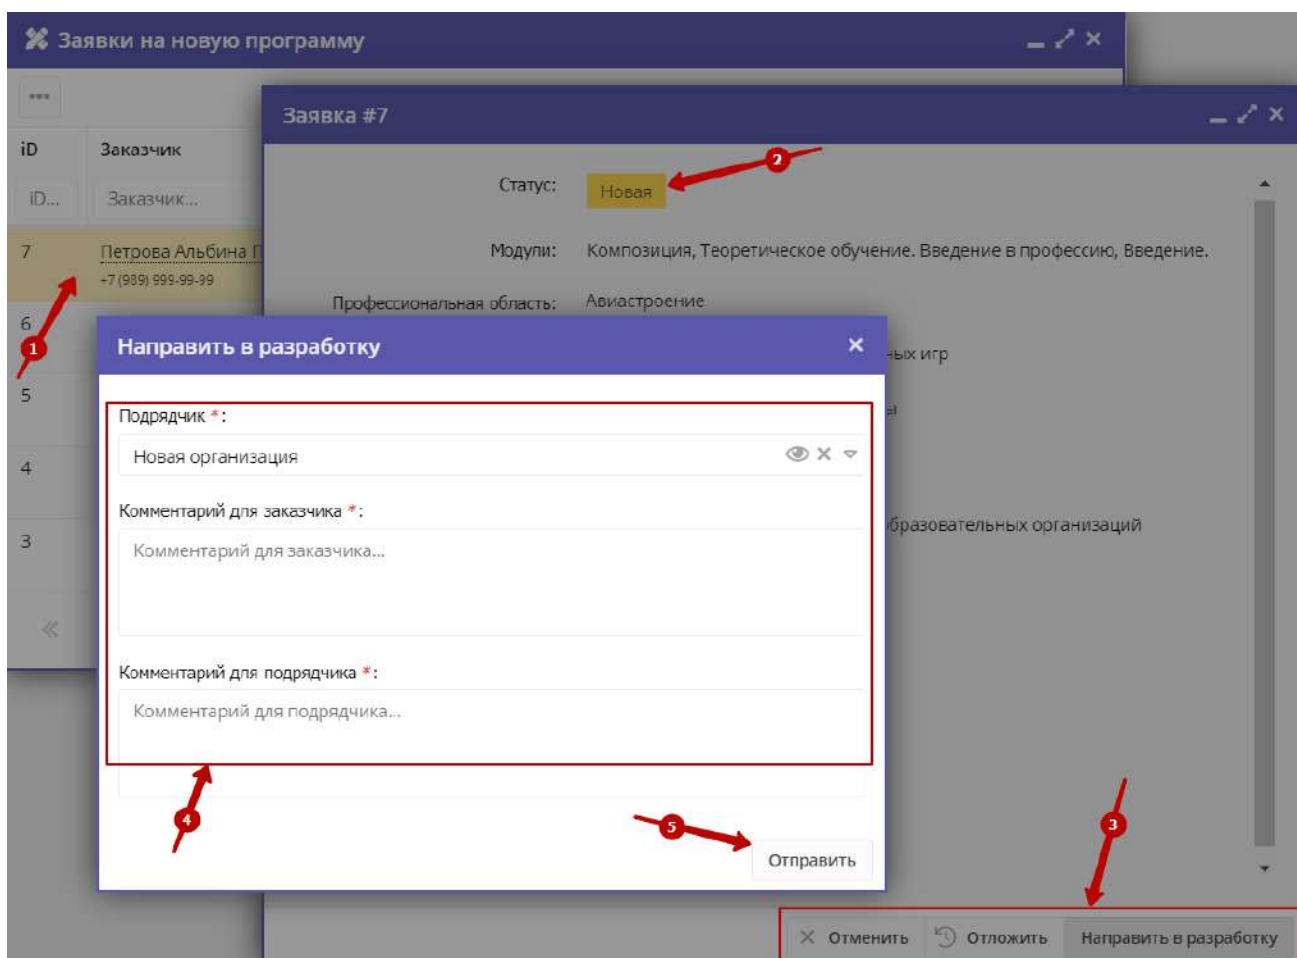 Заявки на новую программу
Заявка #7
iD
Заказчик
iD...
Заказчик...
2
Статус:
Новая
7
Петрова Альбина П
+7 (989) 999-99-99
Модули:
Композиция, Теоретическое обучение. Введение в профессию, Введение.
Профессиональная область:
Авиастроение
6
1
5
4
3
Направить в разработку
ных игр
ы
бразовательных организаций
Подрядчик *:
Новая организация
Комментарий для заказчика *:
Комментарий для заказчика...
Комментарий для подрядчика *:
Комментарий для подрядчика...
4
5
3
Отправить
Отменить
Отложить
Направить в разработку